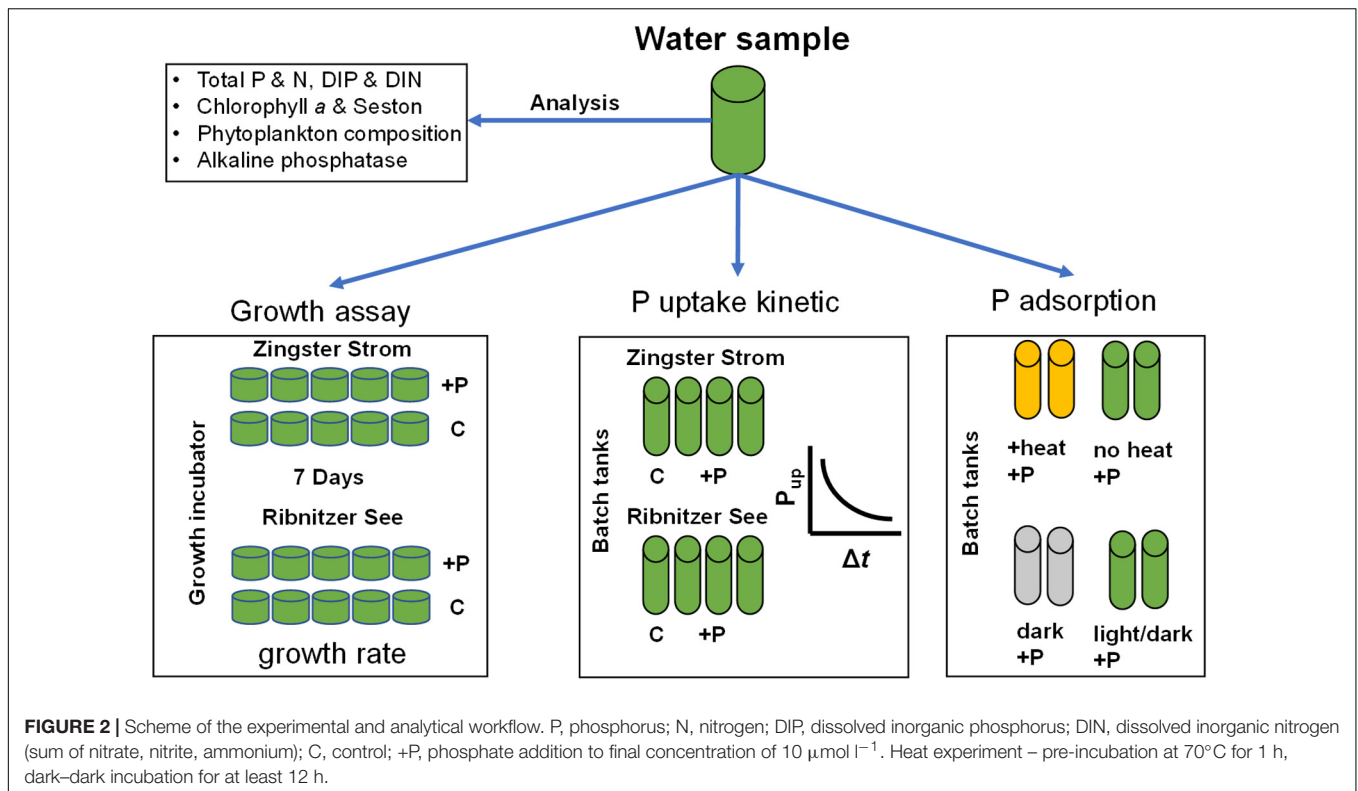 Water sample
• Total P & N, DIP & DIN
• Chlorophyll a & Seston
• Phytoplankton composition
• Alkaline phosphatase
Analysis
Growth assay
Growth incubator
Zingster Strom
+P
C
7 Days
Ribnitzer See
+P
C
growth rate
P uptake kinetic
Batch tanks
Zingster Strom
C +P
Ribnitzer See
C +P
Pup
Δt
P adsorption
Batch tanks
+heat
+P
no heat
+P
dark
+P
light/dark
+P
FIGURE 2 | Scheme of the experimental and analytical workflow. P, phosphorus; N, nitrogen; DIP, dissolved inorganic phosphorus; DIN, dissolved inorganic nitrogen
(sum of nitrate, nitrite, ammonium); C, control; +P, phosphate addition to final concentration of 10 μmol l⁻¹. Heat experiment – pre-incubation at 70°C for 1 h,
dark–dark incubation for at least 12 h.